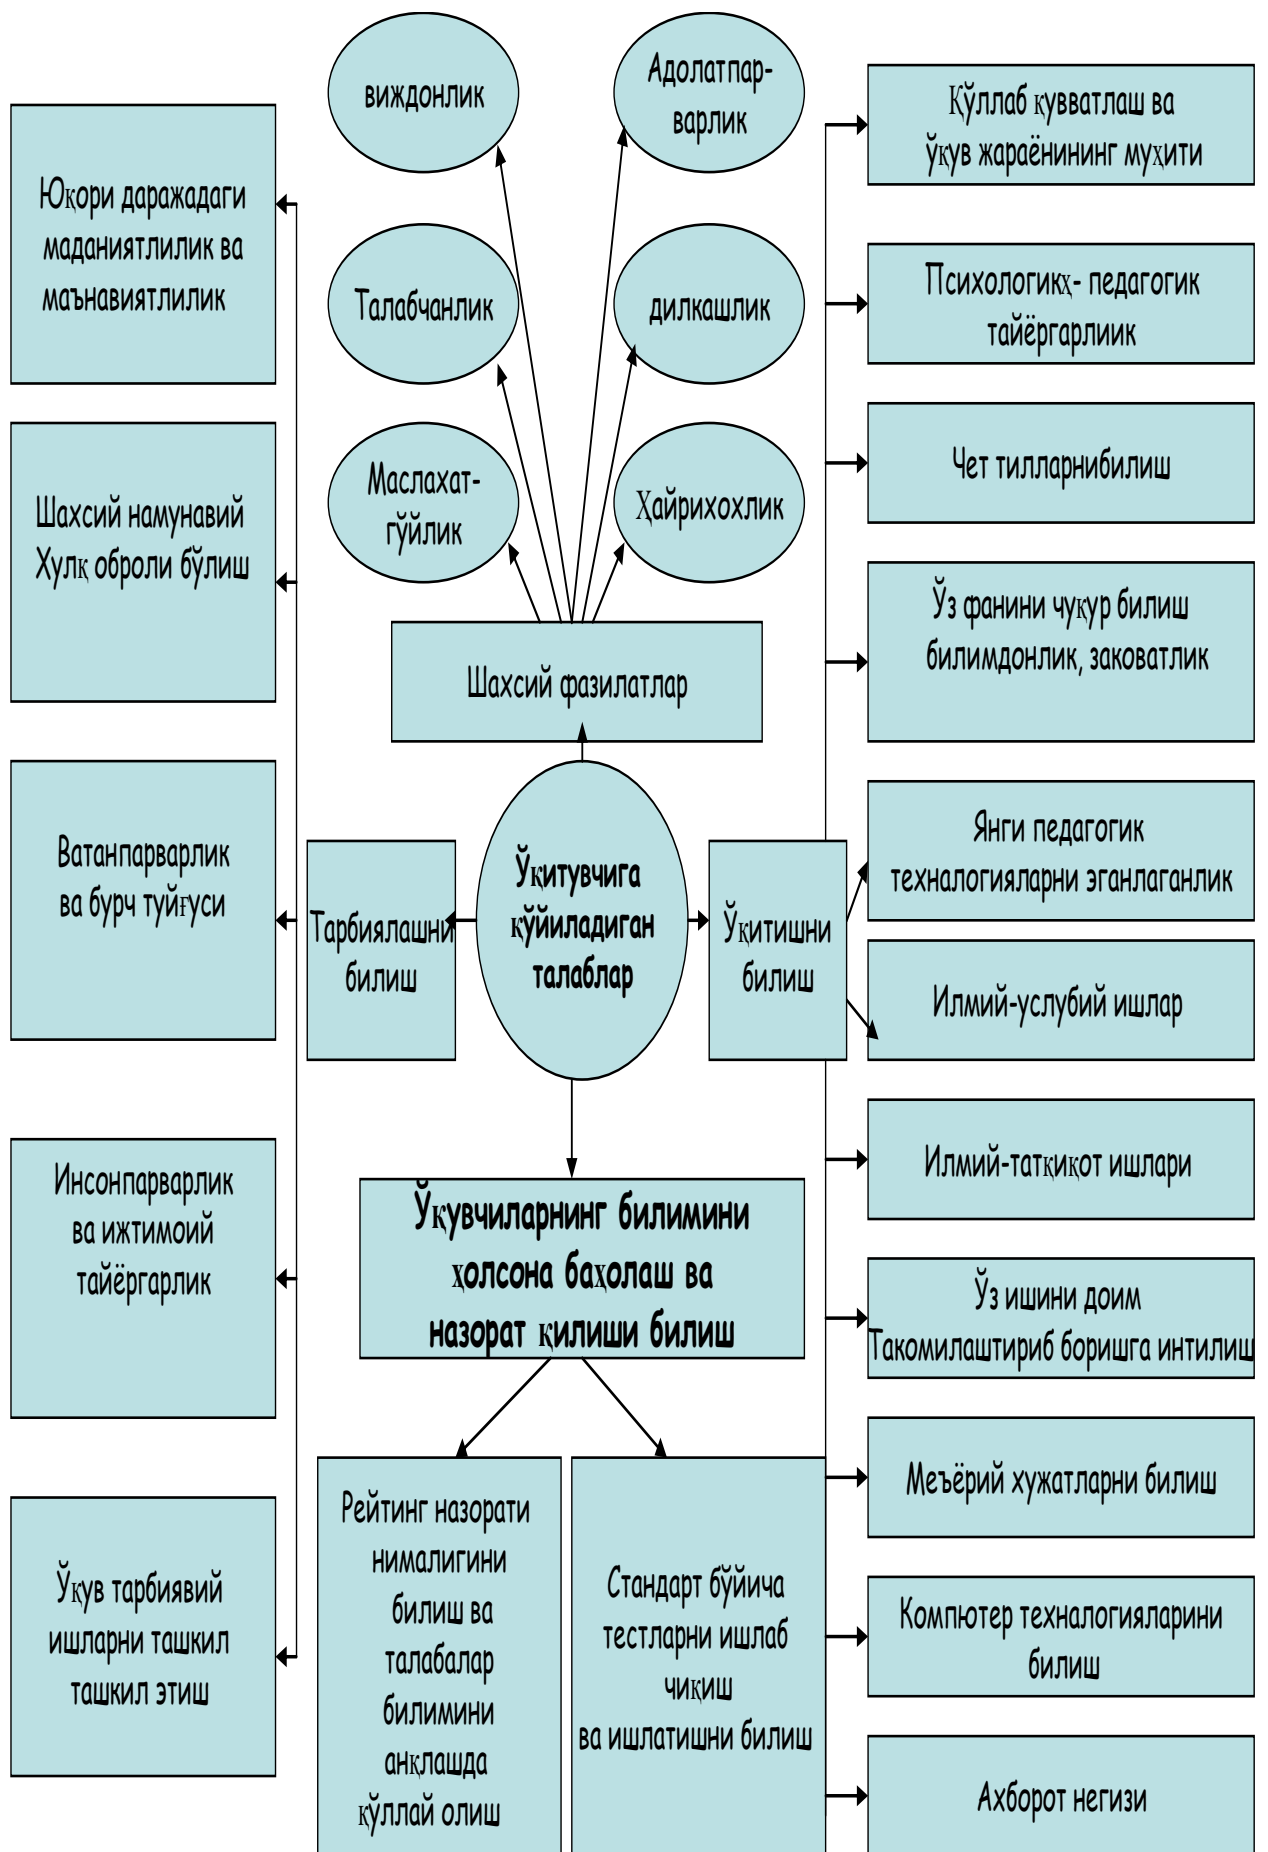 виждонлик
Адолатпар-
варлик
Қўллаб қувватлаш ва
ўқув жараёнининг муҳити
Юқори даражадаги
маданиятлилик ва
маънавиятлилик
Талабчанлик
дилкашлик
Психологикҳ- педагогик
тайёргарлиик
Маслахат-
гўйлик
Ҳайрихохлик
Чет тилларнибилиш
Шахсий намунавий
Хулқ оброли бўлиш
Ўз фанини чуқур билиш
билимдонлик, заковатлик
Шахсий фазилатлар
Ватанпарварлик
ва бурч туйғуси
Тарбиялашни
билиш
Ўқитувчига
қўйиладиган
талаблар
Ўқитишни
билиш
Янги педагогик
техналогияларни эганлаганлик
Илмий-услубий ишлар
Инсонпарварлик
ва ижтимоий
тайёргарлик
Ўқувчиларнинг билимини
ҳолсона баҳолаш ва
назорат қилиши билиш
Илмий-татқиқот ишлари
Ўз ишини доим
Такомилаштириб боришга интилиш
Меъёрий хужатларни билиш
Ўқув тарбиявий
ишларни ташкил
ташкил этиш
Рейтинг назорати
нималигини
билиш ва
талабалар
билимини
анқлашда
қўллай олиш
Стандарт бўйича
тестларни ишлаб
чиқиш
ва ишлатишни билиш
Компютер техналогияларини
билиш
Ахборот негизи